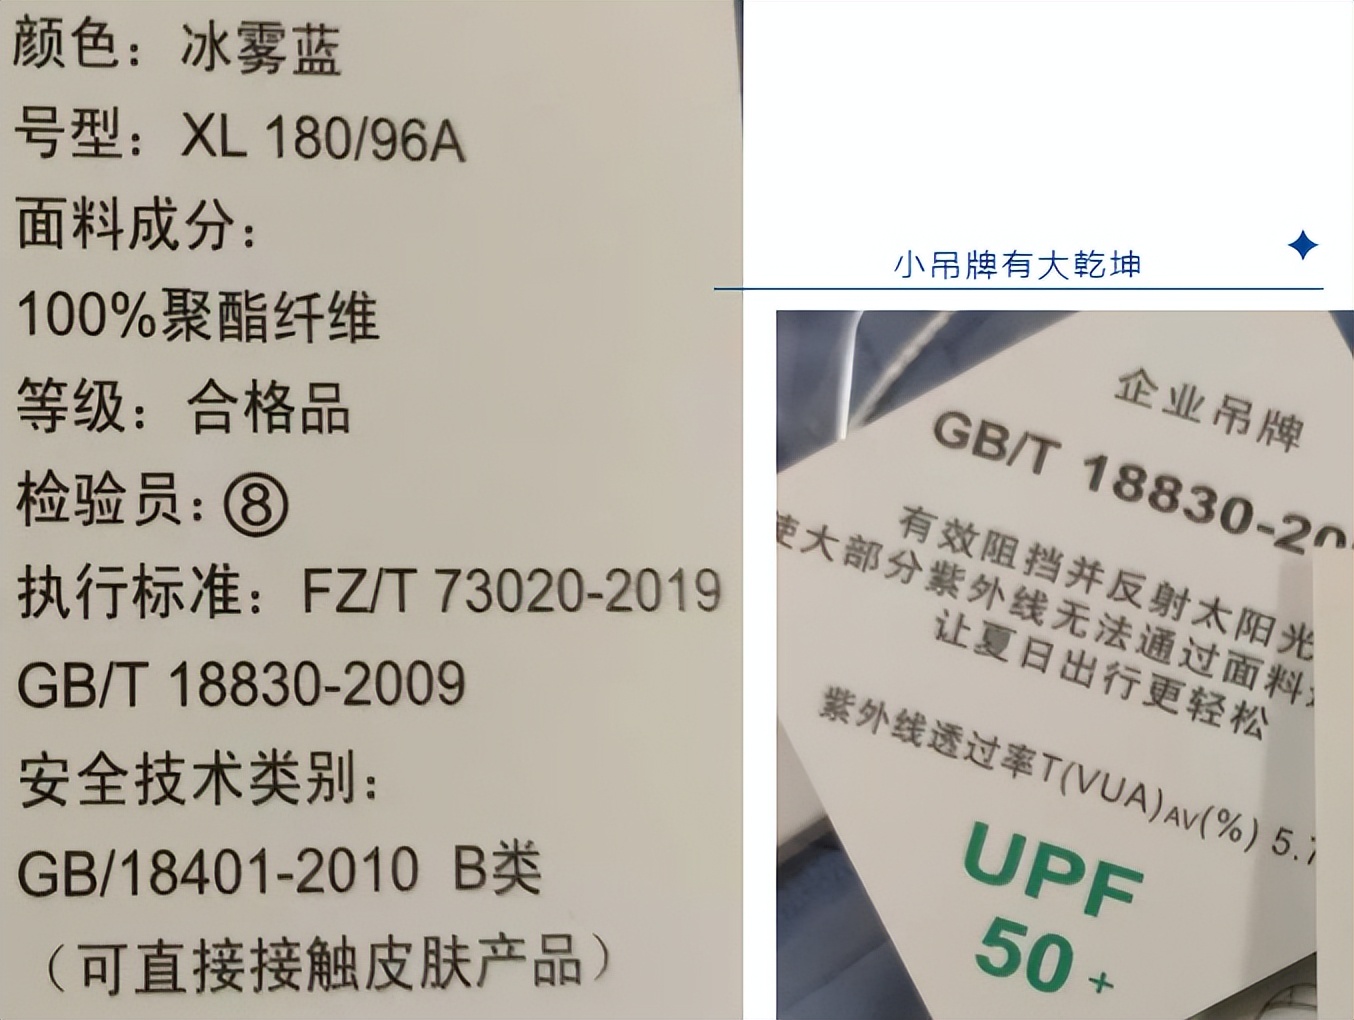 颜色：冰雾蓝
号型：XL 180/96A
面料成分：
100%聚酯纤维
等级：合格品
检验员：⑧
执行标准：FZ/T 73020-2019
GB/T 18830-2009
安全技术类别：
GB/18401-2010 B类
（可直接接触皮肤产品）
小吊牌有大乾坤
企业吊牌
GB/T 18830-20
有效阻挡并反射太阳光
使大部分紫外线无法通过面料
让夏日出行更轻松
紫外线透过率T(VUA)AV(%) 5.7
UPF
50+